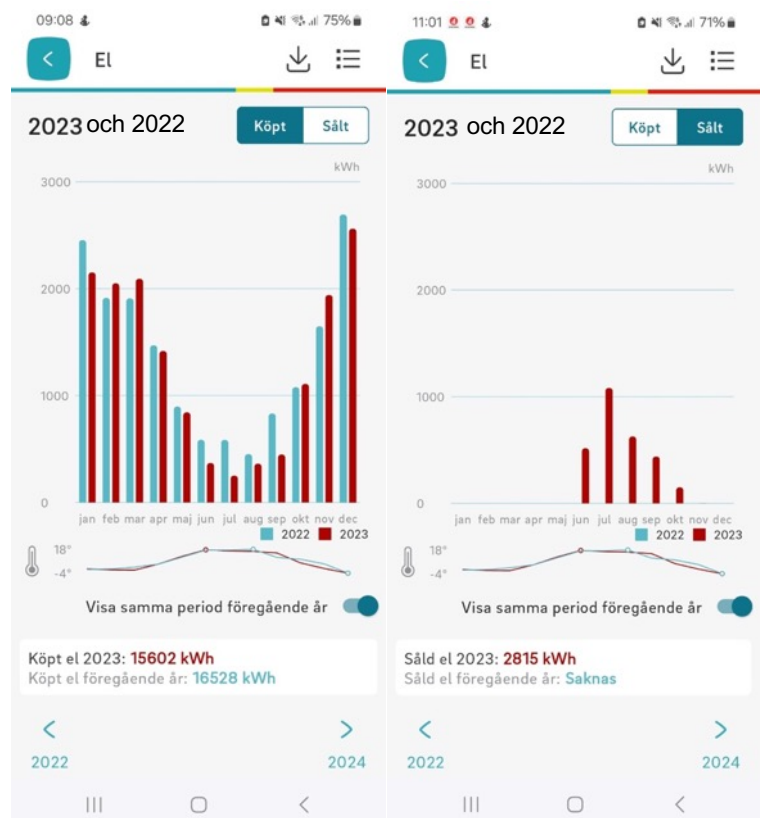 09:08 75%
El
2023 och 2022 Köpt Sålt
kWh
3000
2000
1000
0
jan feb mar apr maj jun jul aug sep okt nov dec
2022 2023
18°
-4°
Visa samma period föregående år
Köpt el 2023: 15602 kWh
Köpt el föregående år: 16528 kWh
2022 2024
11:01 71%
El
2023 och 2022 Köpt Sålt
kWh
3000
2000
1000
0
jan feb mar apr maj jun jul aug sep okt nov dec
2022 2023
18°
-4°
Visa samma period föregående år
Såld el 2023: 2815 kWh
Såld el föregående år: Saknas
2022 2024